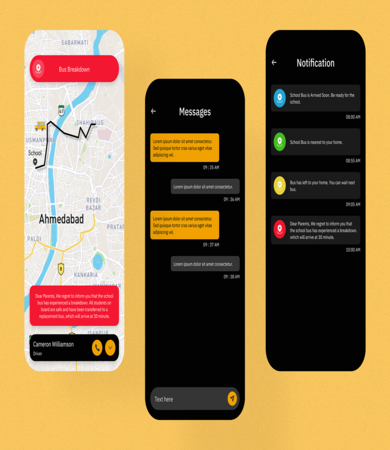 SABARMATI
Bus Breakdown
SHAHIBAUG
USMANPURA
School
Ahmedabad
REVDI
BAZAR
PRATAP
PALDI
KANKARIA
8
ISANPUR
Dear Parents, We regret to inform you that the school
bus has experienced a breakdown. All students on
board are safe and have been transferred to a
replacement bus, which will arrive at 30 minute.
Cameron Williamson
Driver
Messages
Lorem ipsum dolor sit amet consectetur.
Sed quisque tortor cras varius eget vitae
adipiscing vel.
09 : 35 AM
Lorem ipsum dolor sit amet consectetur.
09 : 36 AM
Lorem ipsum dolor sit amet consectetur.
Sed quisque tortor cras varius eget vitae
adipiscing vel.
09 : 37 AM
Lorem ipsum dolor sit amet consectetur.
09 : 38 AM
Text here
Notification
School Bus is Arrived Soon. Be ready for the
school.
08:00 AM
School Bus is nearest to your home.
08:55 AM
Bus has left to your home. You can wait next
bus.
09:05 AM
Dear Parents, We regret to inform you that the school
bus has experienced a breakdown.
which will arrive at 30 minute.
10:00 AM